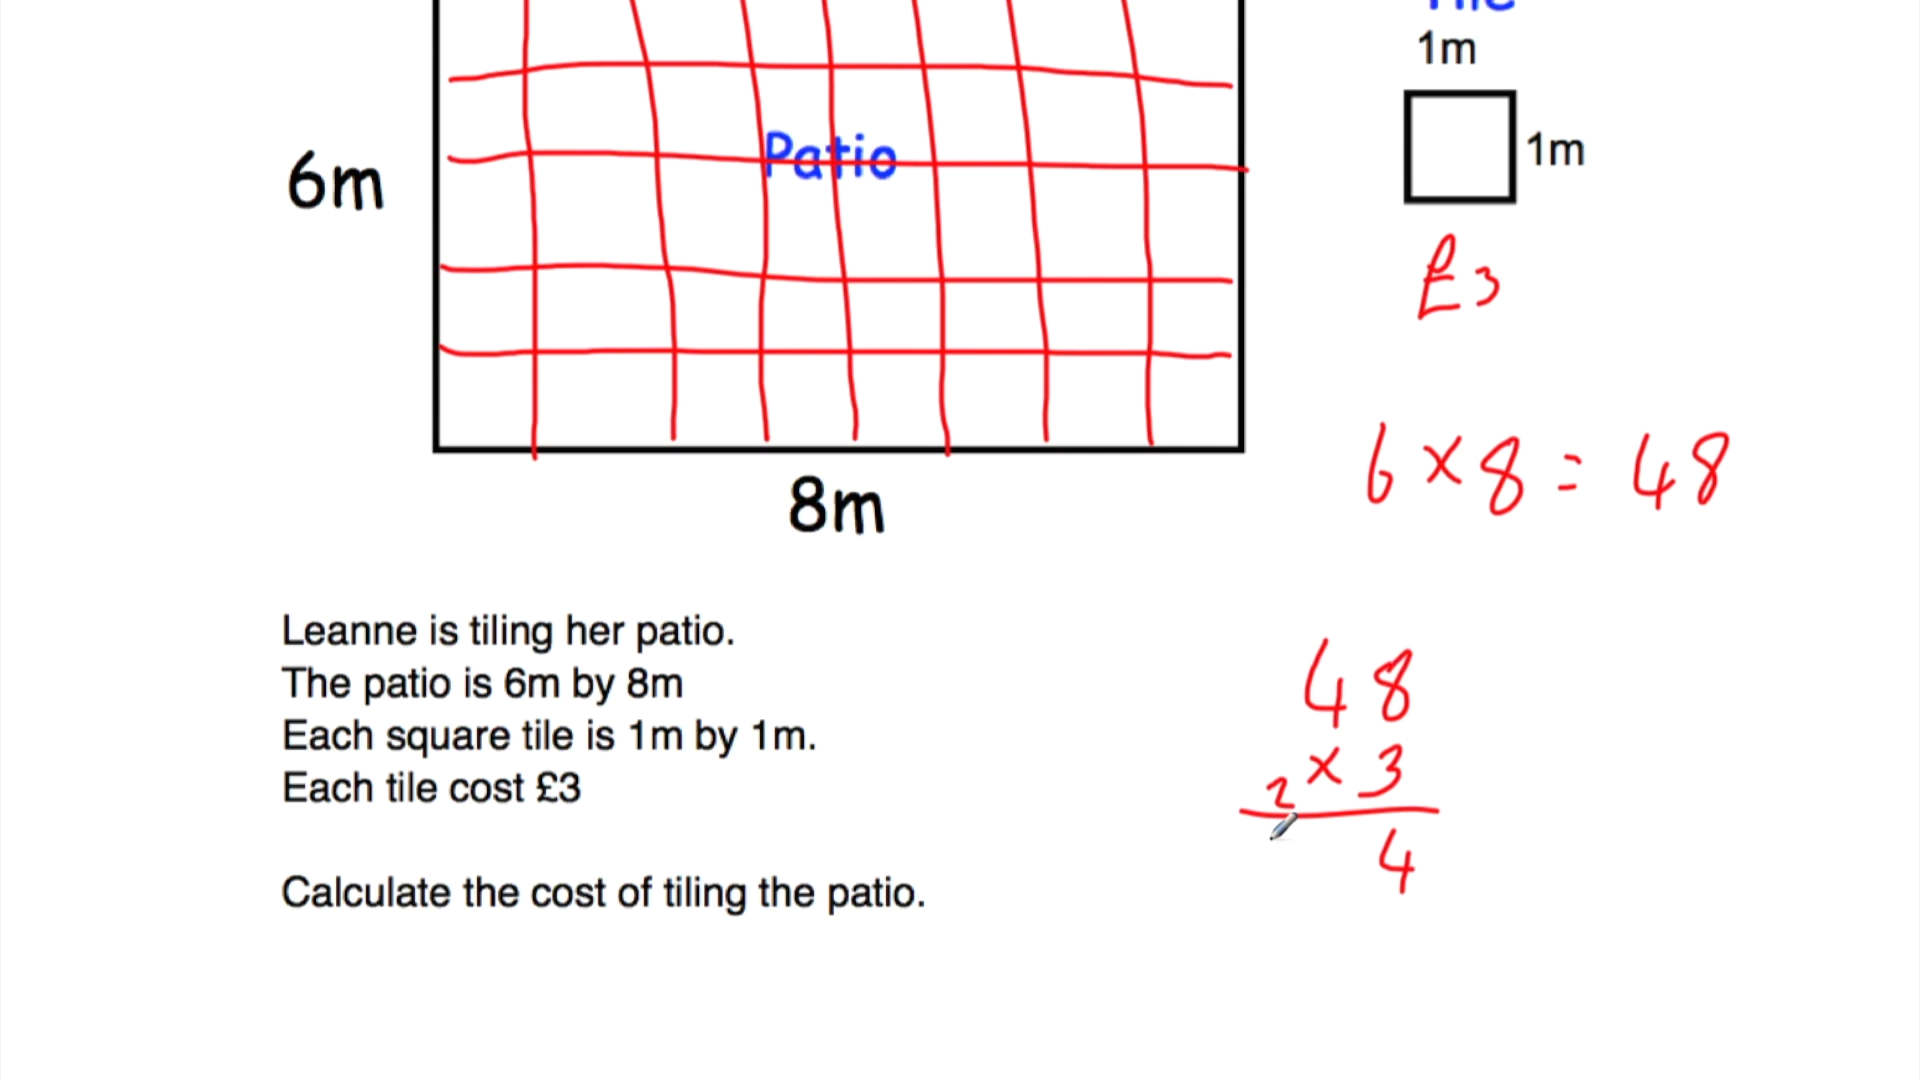 Tile
1m
1m
Patio
6m
£3
6 × 8 = 48
8m
Leanne is tiling her patio.
The patio is 6m by 8m
Each square tile is 1m by 1m.
Each tile cost £3
Calculate the cost of tiling the patio.
48
2 × 3
4